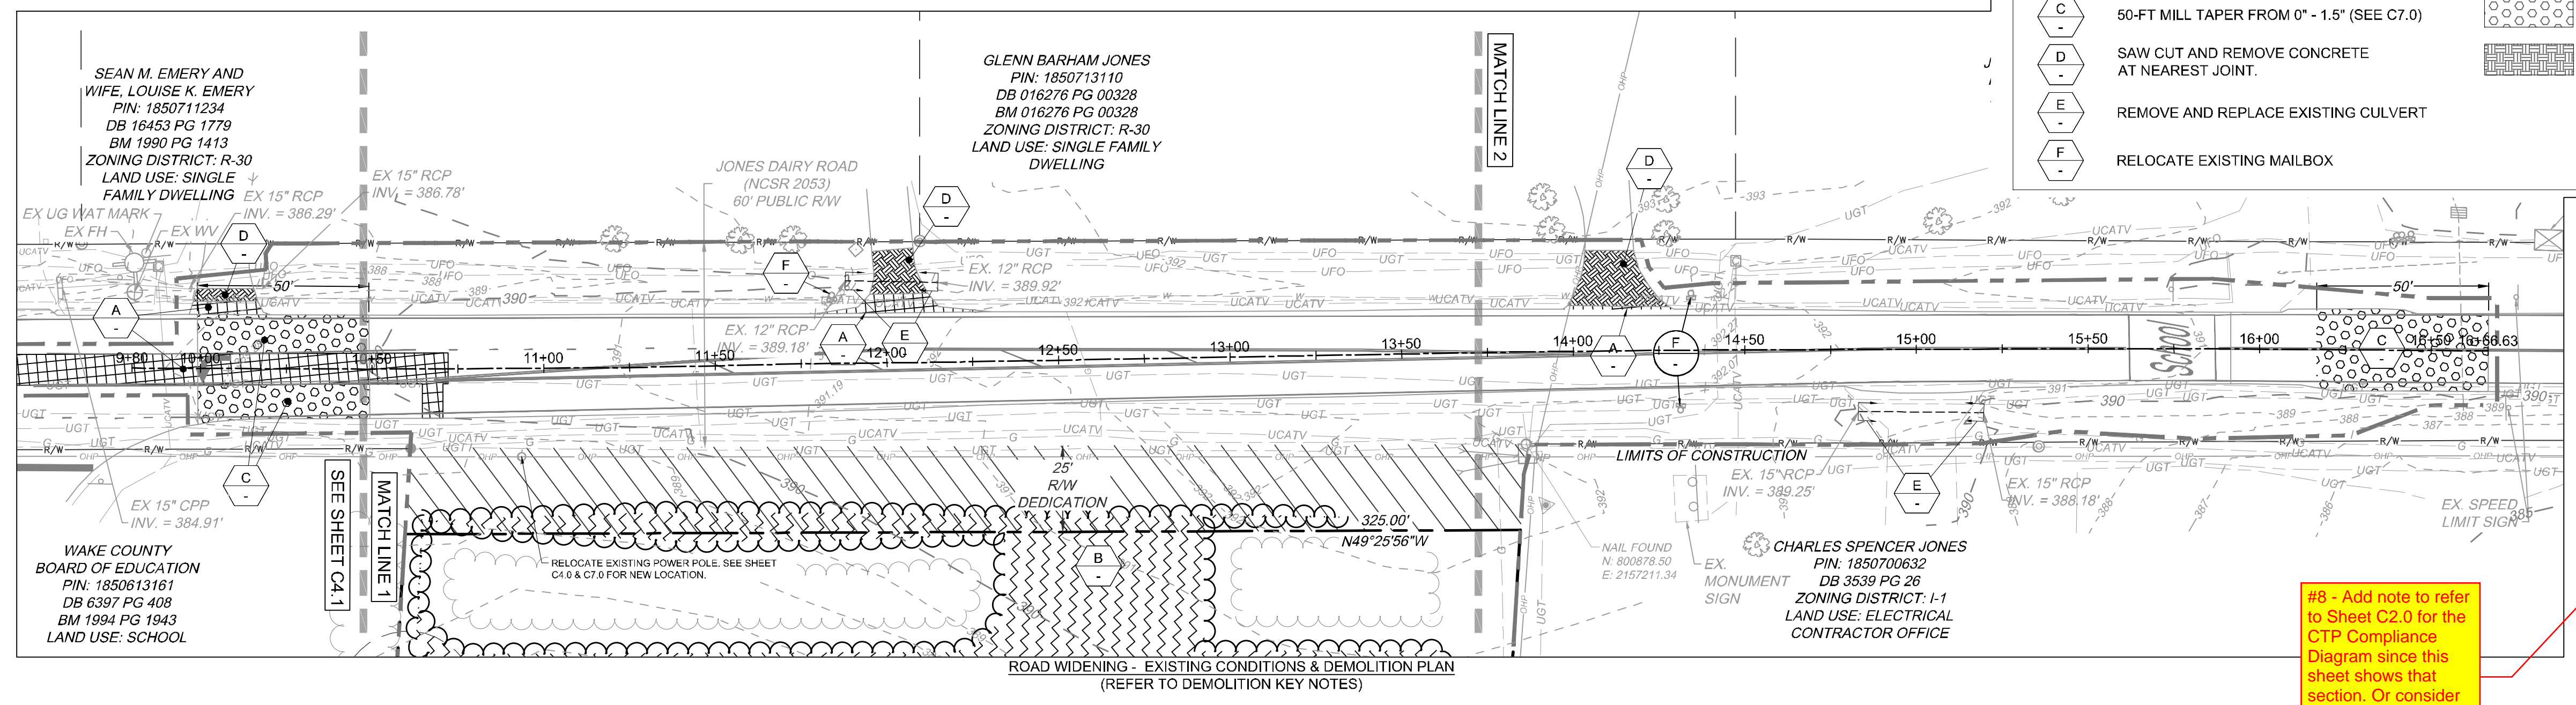 C
-
50-FT MILL TAPER FROM 0" - 1.5" (SEE C7.0)
D
-
SAW CUT AND REMOVE CONCRETE
AT NEAREST JOINT.
E
-
REMOVE AND REPLACE EXISTING CULVERT
F
-
RELOCATE EXISTING MAILBOX
SEAN M. EMERY AND
WIFE, LOUISE K. EMERY
PIN: 1850711234
DB 16453 PG 1779
BM 1990 PG 1413
ZONING DISTRICT: R-30
LAND USE: SINGLE
FAMILY DWELLING
EX 15" RCP
INV. = 386.29'
EX 15" RCP
INV. = 386.78'
EX UG WAT MARK
EX FH
EX WV
JONES DAIRY ROAD
(NCSR 2053)
60' PUBLIC R/W
GLENN BARHAM JONES
PIN: 1850713110
DB 016276 PG 00328
BM 016276 PG 00328
ZONING DISTRICT: R-30
LAND USE: SINGLE FAMILY
DWELLING
MATCH LINE 2
D
-
D
-
D
-
F
-
A
-
50'
EX. 12" RCP
INV. = 389.92'
EX. 12" RCP
INV. = 389.18'
A
-
E
-
A
-
F
-
50'
C
-
9+80
10+00
10+50
11+00
11+50
12+00
12+50
13+00
13+50
14+00
14+50
15+00
15+50
16+00
16+50
16+66.63
SCHOOL
391.19
392.27
392.07
C
-
EX 15" CPP
INV. = 384.91'
SEE SHEET C4.1
MATCH LINE 1
25'
R/W
DEDICATION
325.00'
N49°25'56"W
B
-
RELOCATE EXISTING POWER POLE. SEE SHEET
C4.0 & C7.0 FOR NEW LOCATION.
WAKE COUNTY
BOARD OF EDUCATION
PIN: 1850613161
DB 6397 PG 408
BM 1994 PG 1943
LAND USE: SCHOOL
LIMITS OF CONSTRUCTION
EX. 15" RCP
INV. = 389.25'
E
-
EX. 15" RCP
INV. = 388.18'
EX. SPEED
LIMIT SIGN
NAIL FOUND
N: 800878.50
E: 2157211.34
EX.
MONUMENT
SIGN
CHARLES SPENCER JONES
PIN: 1850700632
DB 3539 PG 26
ZONING DISTRICT: I-1
LAND USE: ELECTRICAL
CONTRACTOR OFFICE
#8 - Add note to refer
to Sheet C2.0 for the
CTP Compliance
Diagram since this
sheet shows that
section. Or consider
ROAD WIDENING - EXISTING CONDITIONS & DEMOLITION PLAN
(REFER TO DEMOLITION KEY NOTES)